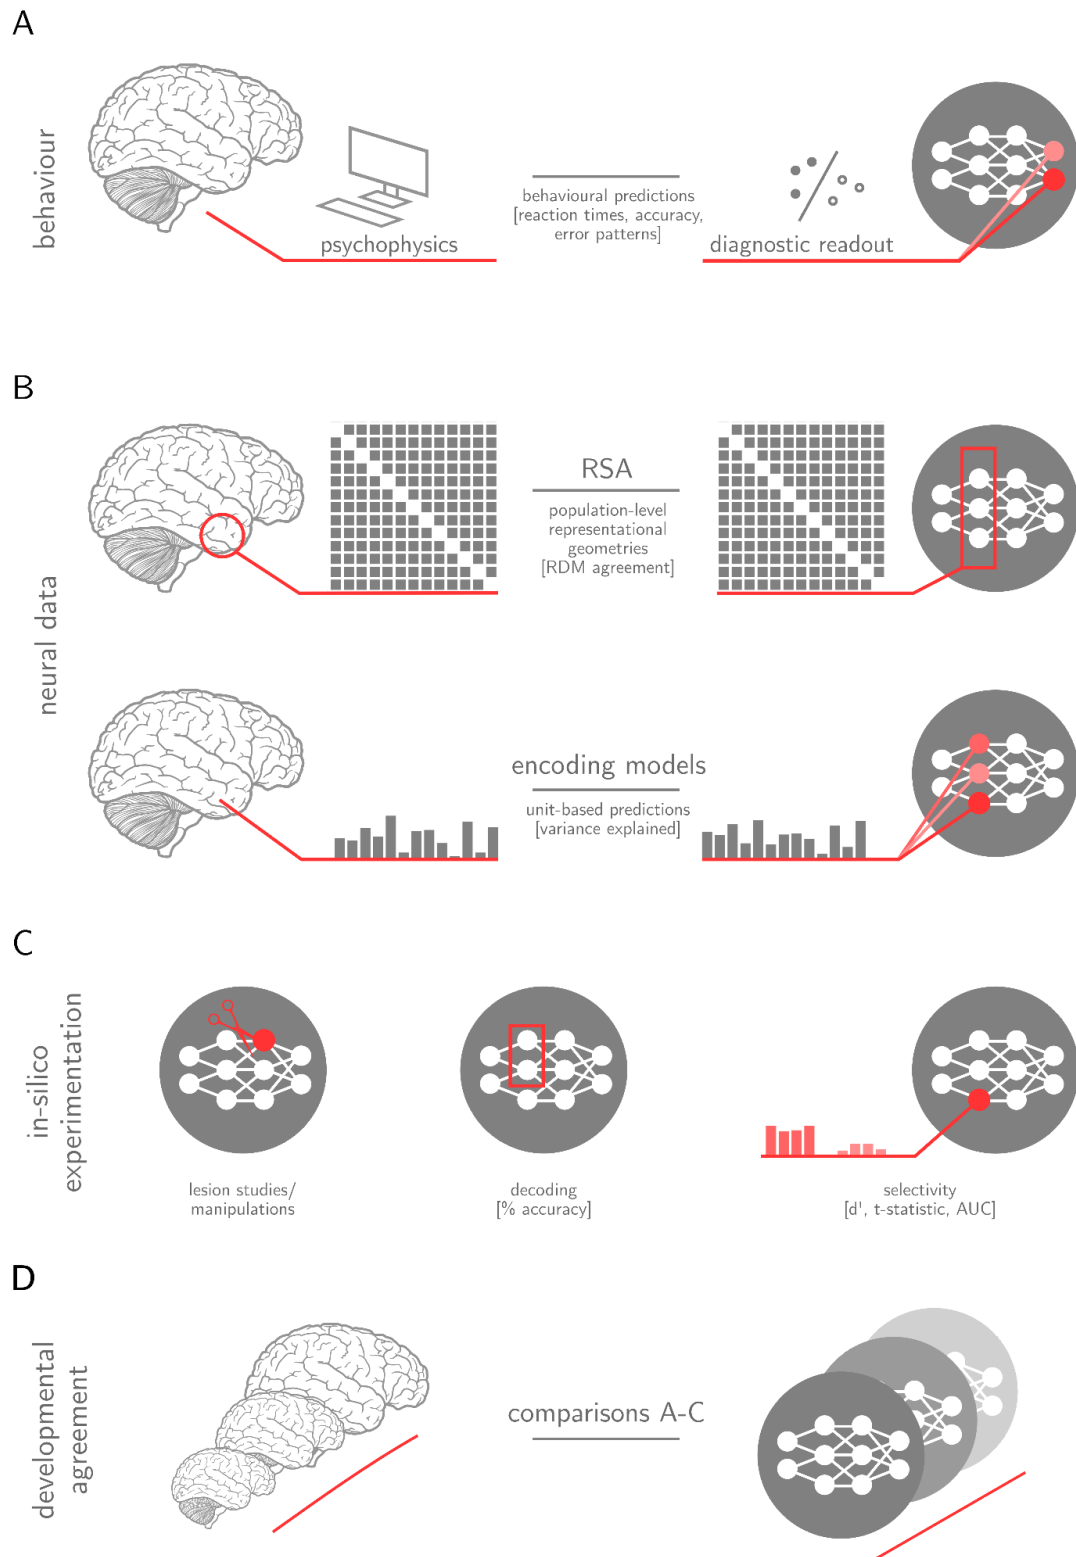 A
behaviour
psychophysics
behavioural predictions
[reaction times, accuracy,
error patterns]
diagnostic readout
B
neural data
RSA
population-level
representational
geometries
[RDM agreement]
encoding models
unit-based predictions
[variance explained]
C
in-silico
experimentation
lesion studies/
manipulations
decoding
[% accuracy]
selectivity
[d', t-statistic, AUC]
D
developmental
agreement
comparisons A-C